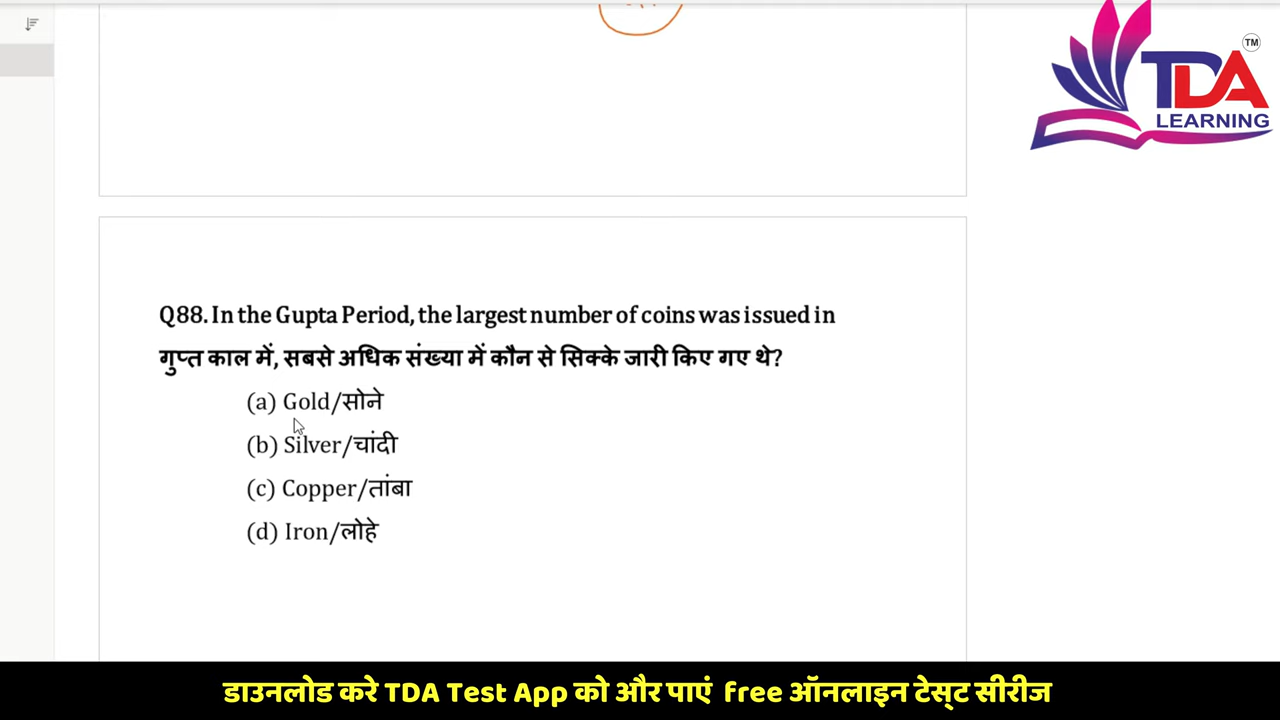 TDA
TM
LEARNING
Q88. In the Gupta Period, the largest number of coins was issued in
गुप्त काल में, सबसे अधिक संख्या में कौन से सिक्के जारी किए गए थे?
(a) Gold/सोने
(b) Silver/चांदी
(c) Copper/तांबा
(d) Iron/लोहे
डाउनलोड करे TDA Test App को और पाएं free ऑनलाइन टेस्ट सीरीज